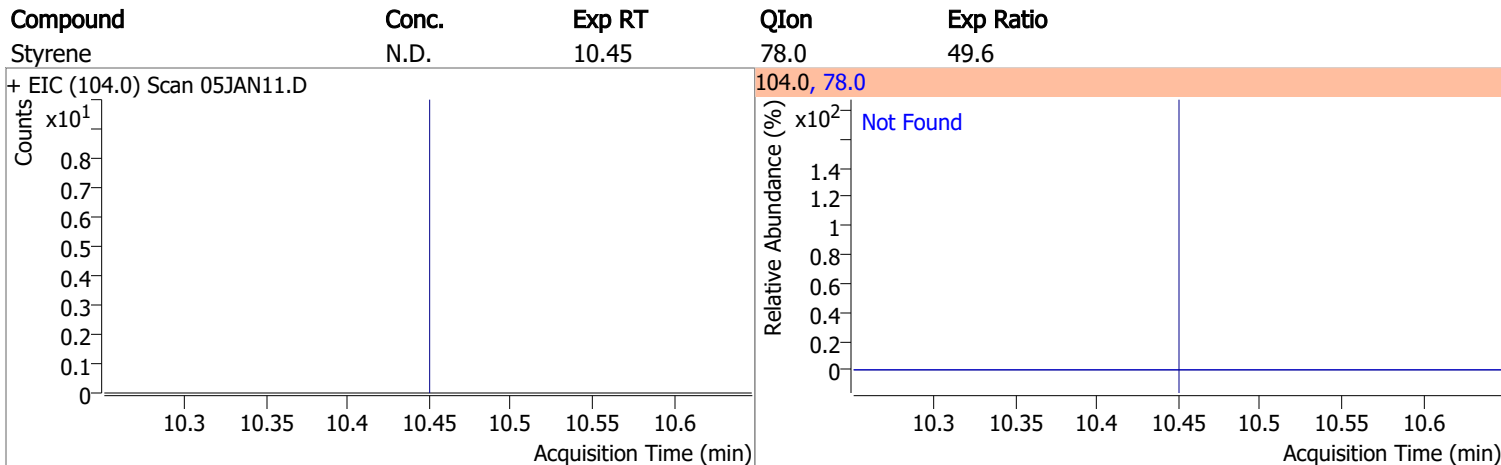 Compound Conc. Exp RT QIon Exp Ratio
Styrene N.D. 10.45 78.0 49.6
+ EIC (104.0) Scan 05JAN11.D
Counts
x10^1
0.8
0.7
0.6
0.5
0.4
0.3
0.2
0.1
0
10.3 10.35 10.4 10.45 10.5 10.55 10.6
Acquisition Time (min)
104.0, 78.0
Relative Abundance (%)
x10^2
Not Found
1.4
1.2
1
0.8
0.6
0.4
0.2
0
10.3 10.35 10.4 10.45 10.5 10.55 10.6
Acquisition Time (min)